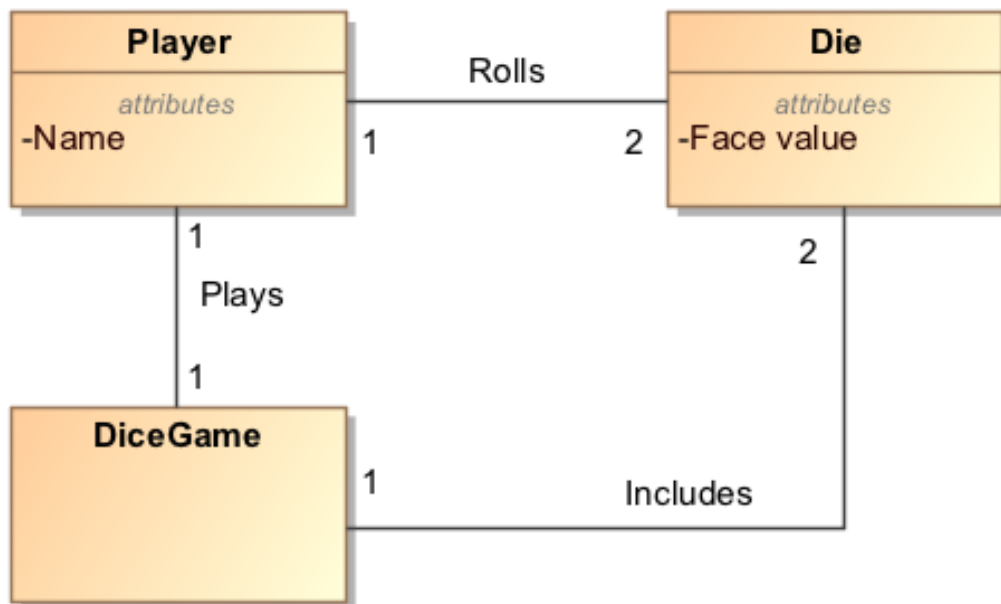 Player
attributes
-Name
Rolls
1
2
Die
attributes
-Face value
1
Plays
1
2
DiceGame
1
Includes